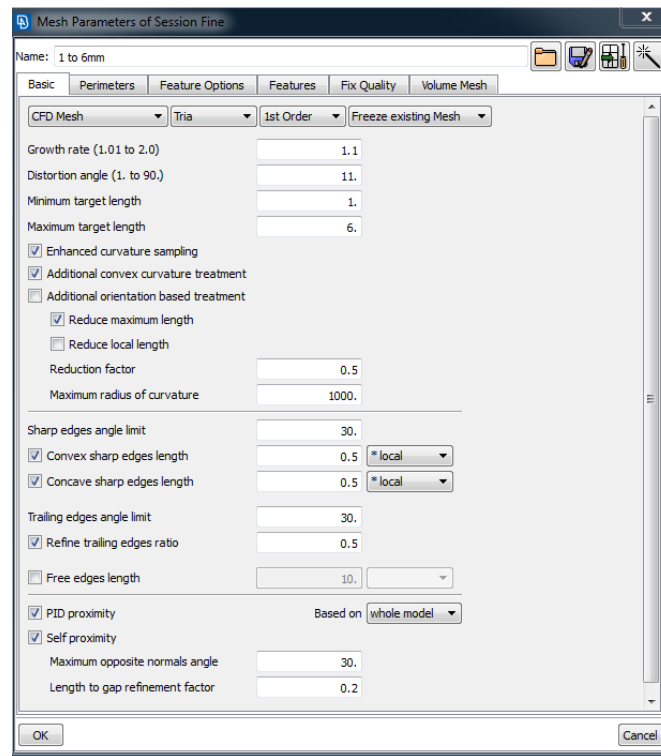 Mesh Parameters of Session Fine
Name: 1 to 6mm
Basic Perimeters Feature Options Features Fix Quality Volume Mesh
CFD Mesh Tria 1st Order Freeze existing Mesh
Growth rate (1.01 to 2.0) 1.1
Distortion angle (1. to 90.) 11.
Minimum target length 1.
Maximum target length 6.
Enhanced curvature sampling
Additional convex curvature treatment
Additional orientation based treatment
Reduce maximum length
Reduce local length
Reduction factor 0.5
Maximum radius of curvature 1000.
Sharp edges angle limit 30.
Convex sharp edges length 0.5 * local
Concave sharp edges length 0.5 * local
Trailing edges angle limit 30.
Refine trailing edges ratio 0.5
Free edges length 10.
PID proximity Based on whole model
Self proximity
Maximum opposite normals angle 30.
Length to gap refinement factor 0.2
OK Cancel